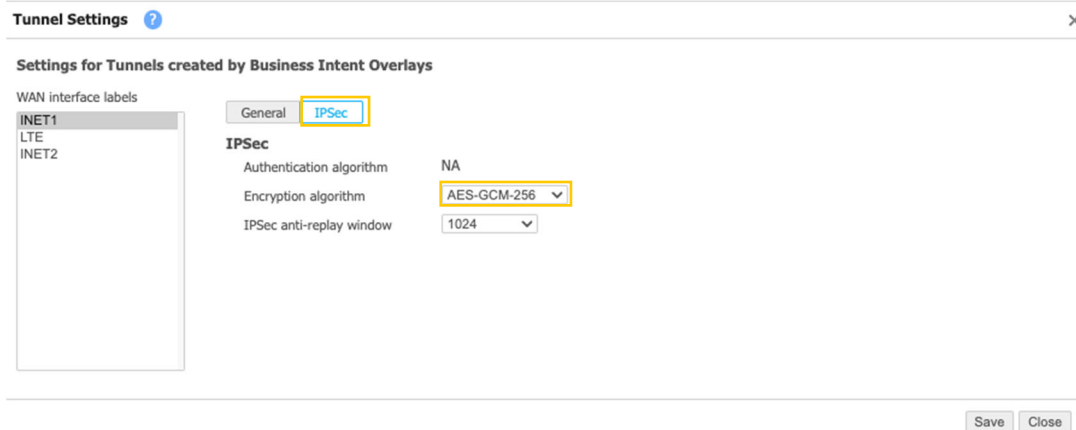 Tunnel Settings ?
Settings for Tunnels created by Business Intent Overlays
WAN interface labels
INET1
LTE
INET2
General IPSec
IPSec
Authentication algorithm NA
Encryption algorithm AES-GCM-256
IPSec anti-replay window 1024
Save Close